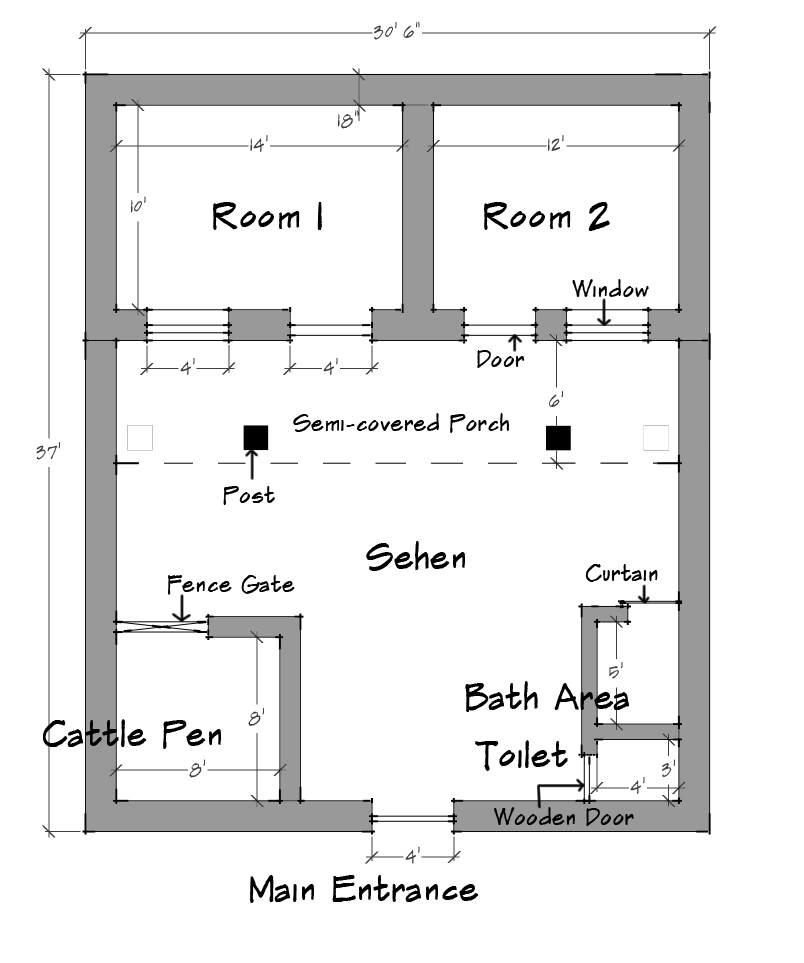 30' 6"
18"
14'
12'
10'
Room 1
Room 2
Window
Door
4'
4'
6'
Semi-covered Porch
37'
Post
Sehen
Curtain
Fence Gate
5'
Bath Area
8'
Cattle Pen
Toilet
3'
8'
4'
Wooden Door
4'
Main Entrance